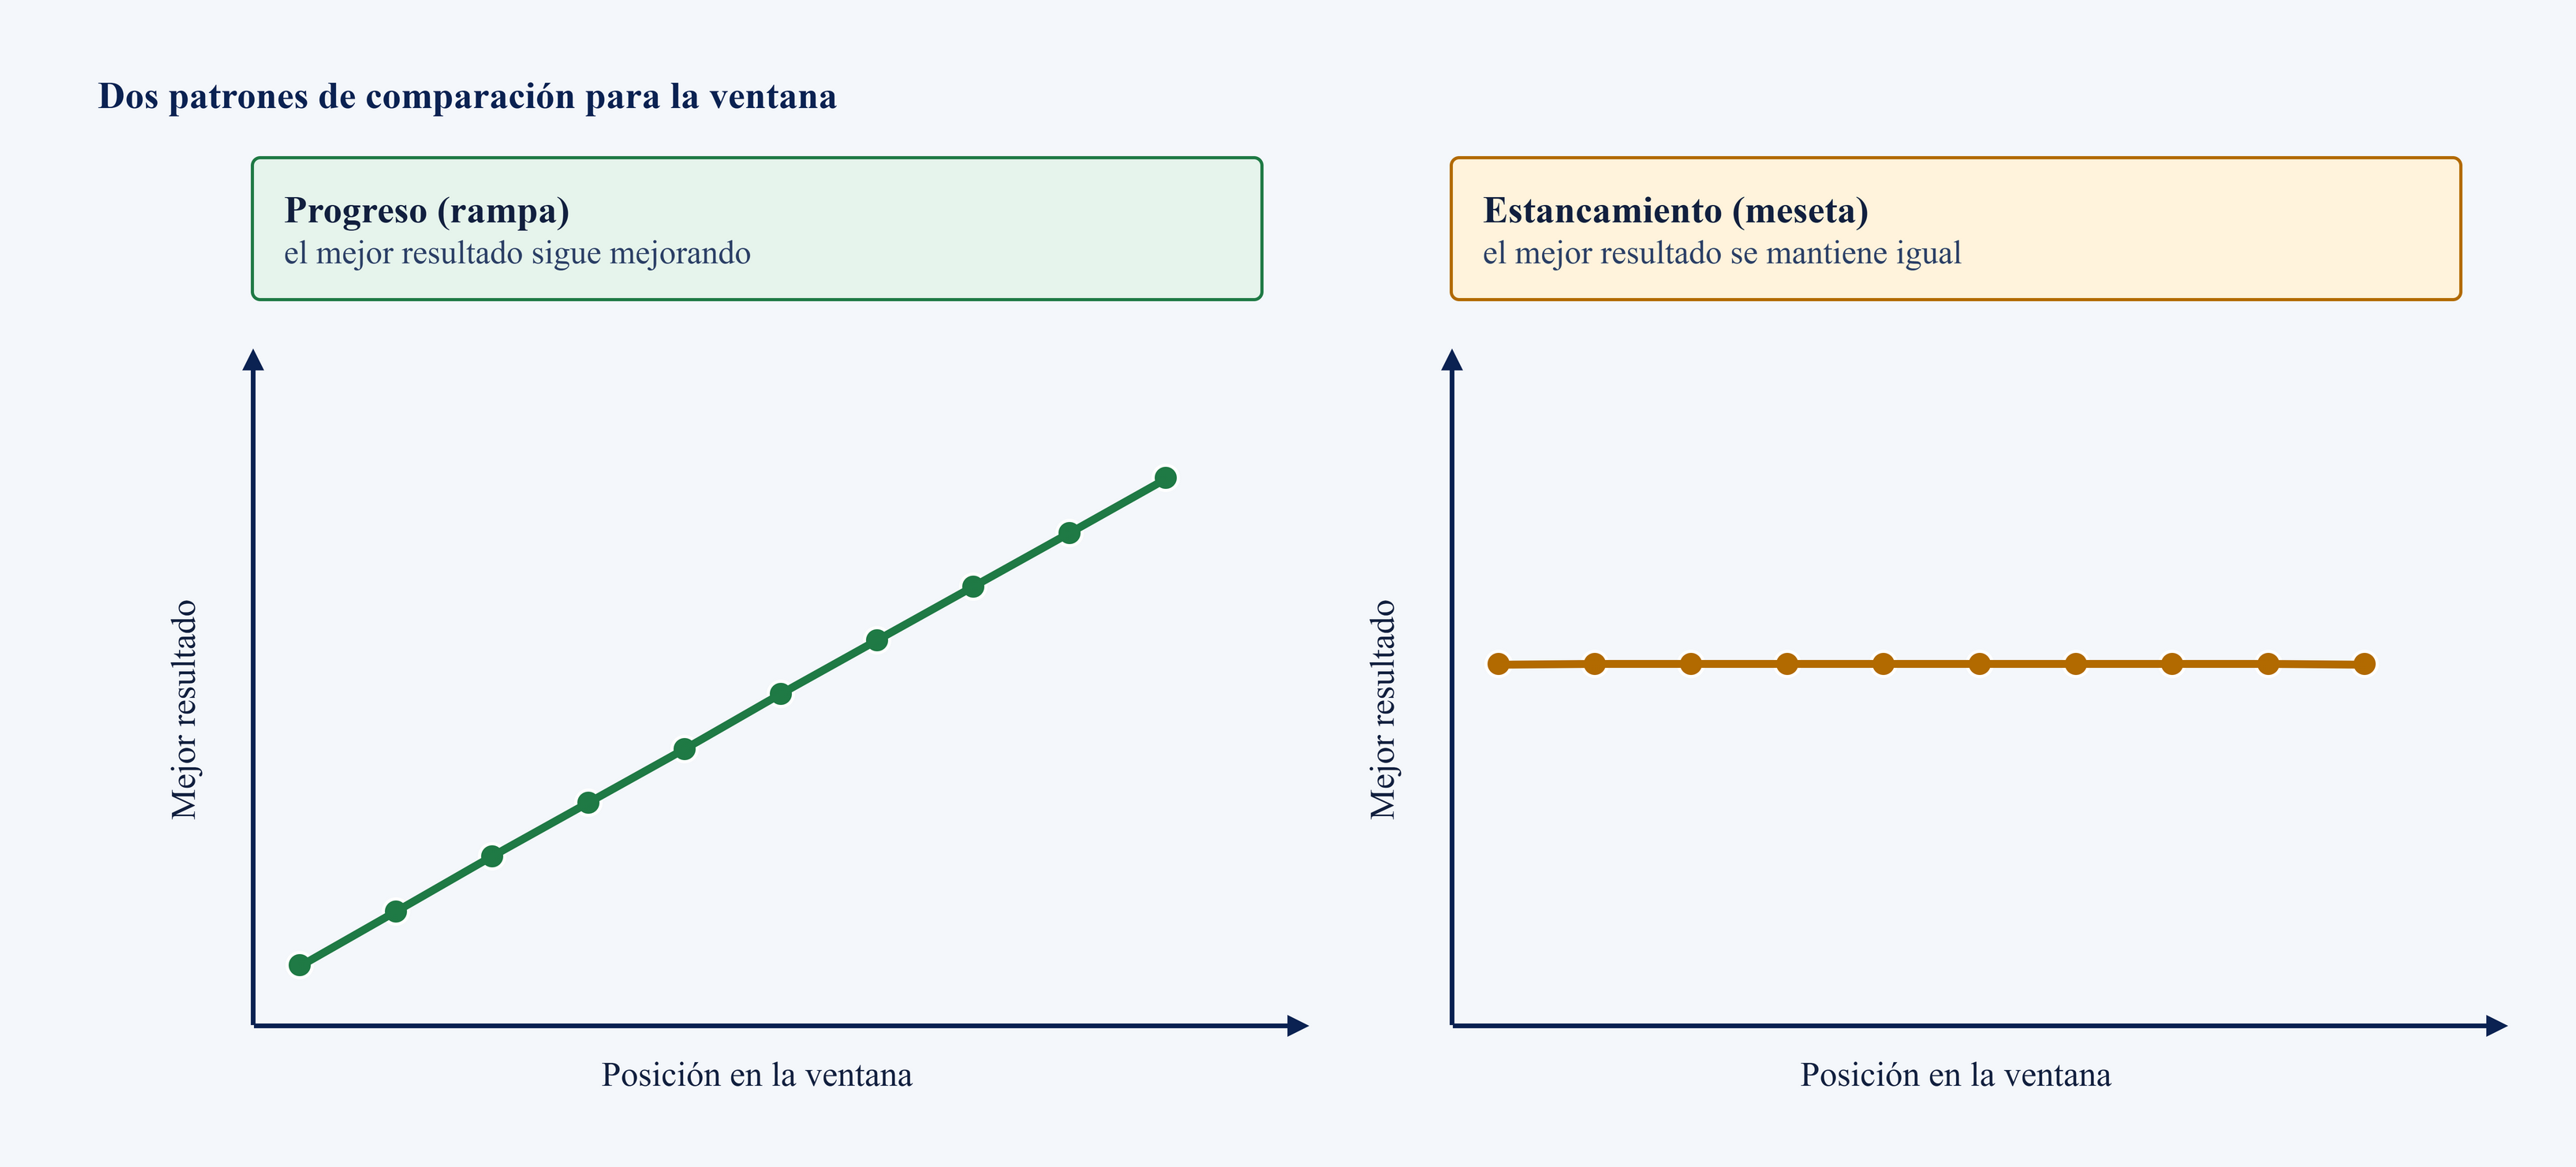 Dos patrones de comparación para la ventana
Progreso (rampa)
el mejor resultado sigue mejorando
Mejor resultado
Posición en la ventana
Estancamiento (meseta)
el mejor resultado se mantiene igual
Mejor resultado
Posición en la ventana